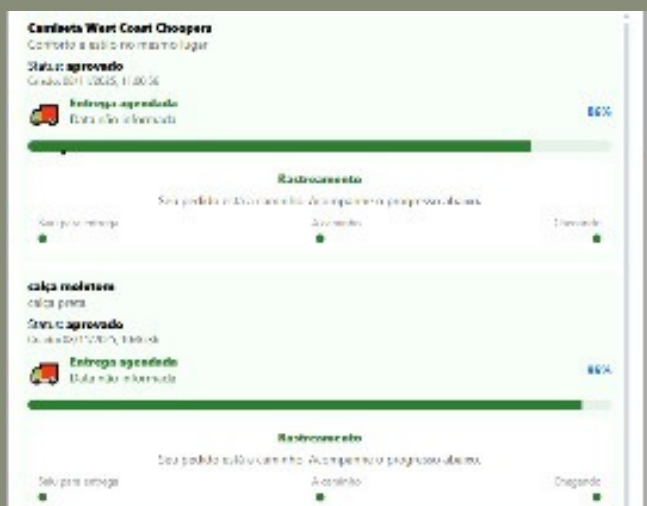 Camiseta West Coast Choopers
Conforto e estilo no mesmo lugar
Status: aprovado
Entrega agendada
Data não informada
86%
Rastreamento
Seu pedido está a caminho. Acompanhe o progresso abaixo.
Saiu para entrega
A caminho
Chegando
calça moletom
calça preta
Status: aprovado
Entrega agendada
Data não informada
Rastreamento
Seu pedido está a caminho. Acompanhe o progresso abaixo.
Saiu para entrega
A caminho
Chegando